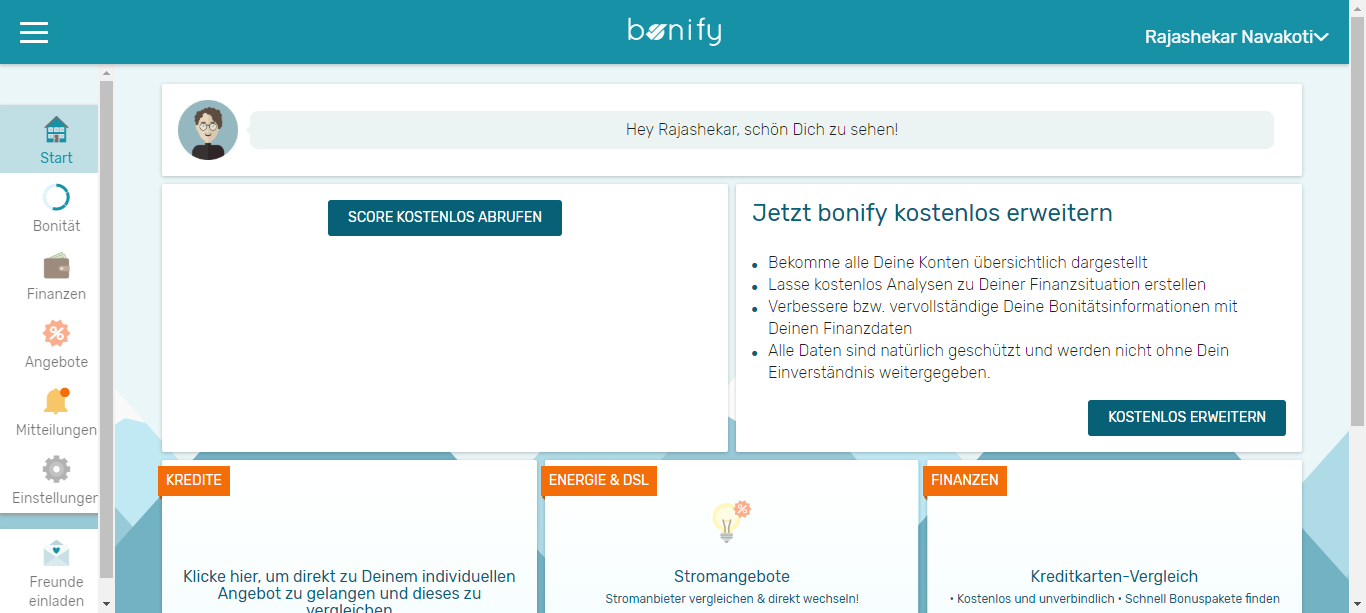 bonify
Rajashekar Navakoti
Start
Bonität
Finanzen
Angebote
Mitteilungen
Einstellungen
Freunde
einladen
Hey Rajashekar, schön Dich zu sehen!
SCORE KOSTENLOS ABRUFEN
Jetzt bonify kostenlos erweitern
• Bekomme alle Deine Konten übersichtlich dargestellt
• Lasse kostenlos Analysen zu Deiner Finanzsituation erstellen
• Verbessere bzw. vervollständige Deine Bonitätsinformationen mit
Deinen Finanzdaten
• Alle Daten sind natürlich geschützt und werden nicht ohne Dein
Einverständnis weitergegeben.
KOSTENLOS ERWEITERN
KREDITE
Klicke hier, um direkt zu Deinem individuellen
Angebot zu gelangen und dieses zu
vergleichen
ENERGIE & DSL
%
Stromangebote
Stromanbieter vergleichen & direkt wechseln!
FINANZEN
Kreditkarten-Vergleich
• Kostenlos und unverbindlich • Schnell Bonuspakete finden